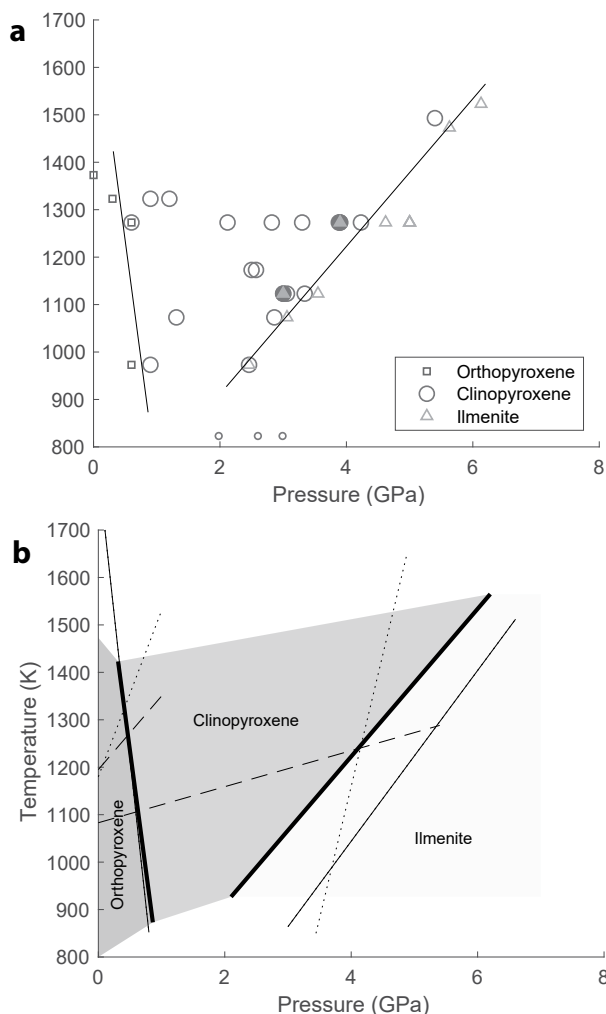 a
1700
1600
1500
1400
1300
1200
1100
1000
900
800
0 2 4 6 8
Pressure (GPa)
Orthopyroxene
Clinopyroxene
Ilmenite
b
Temperature (K)
1700
1600
1500
1400
1300
1200
1100
1000
900
800
Clinopyroxene
Orthopyroxene
Ilmenite
0 2 4 6 8
Pressure (GPa)